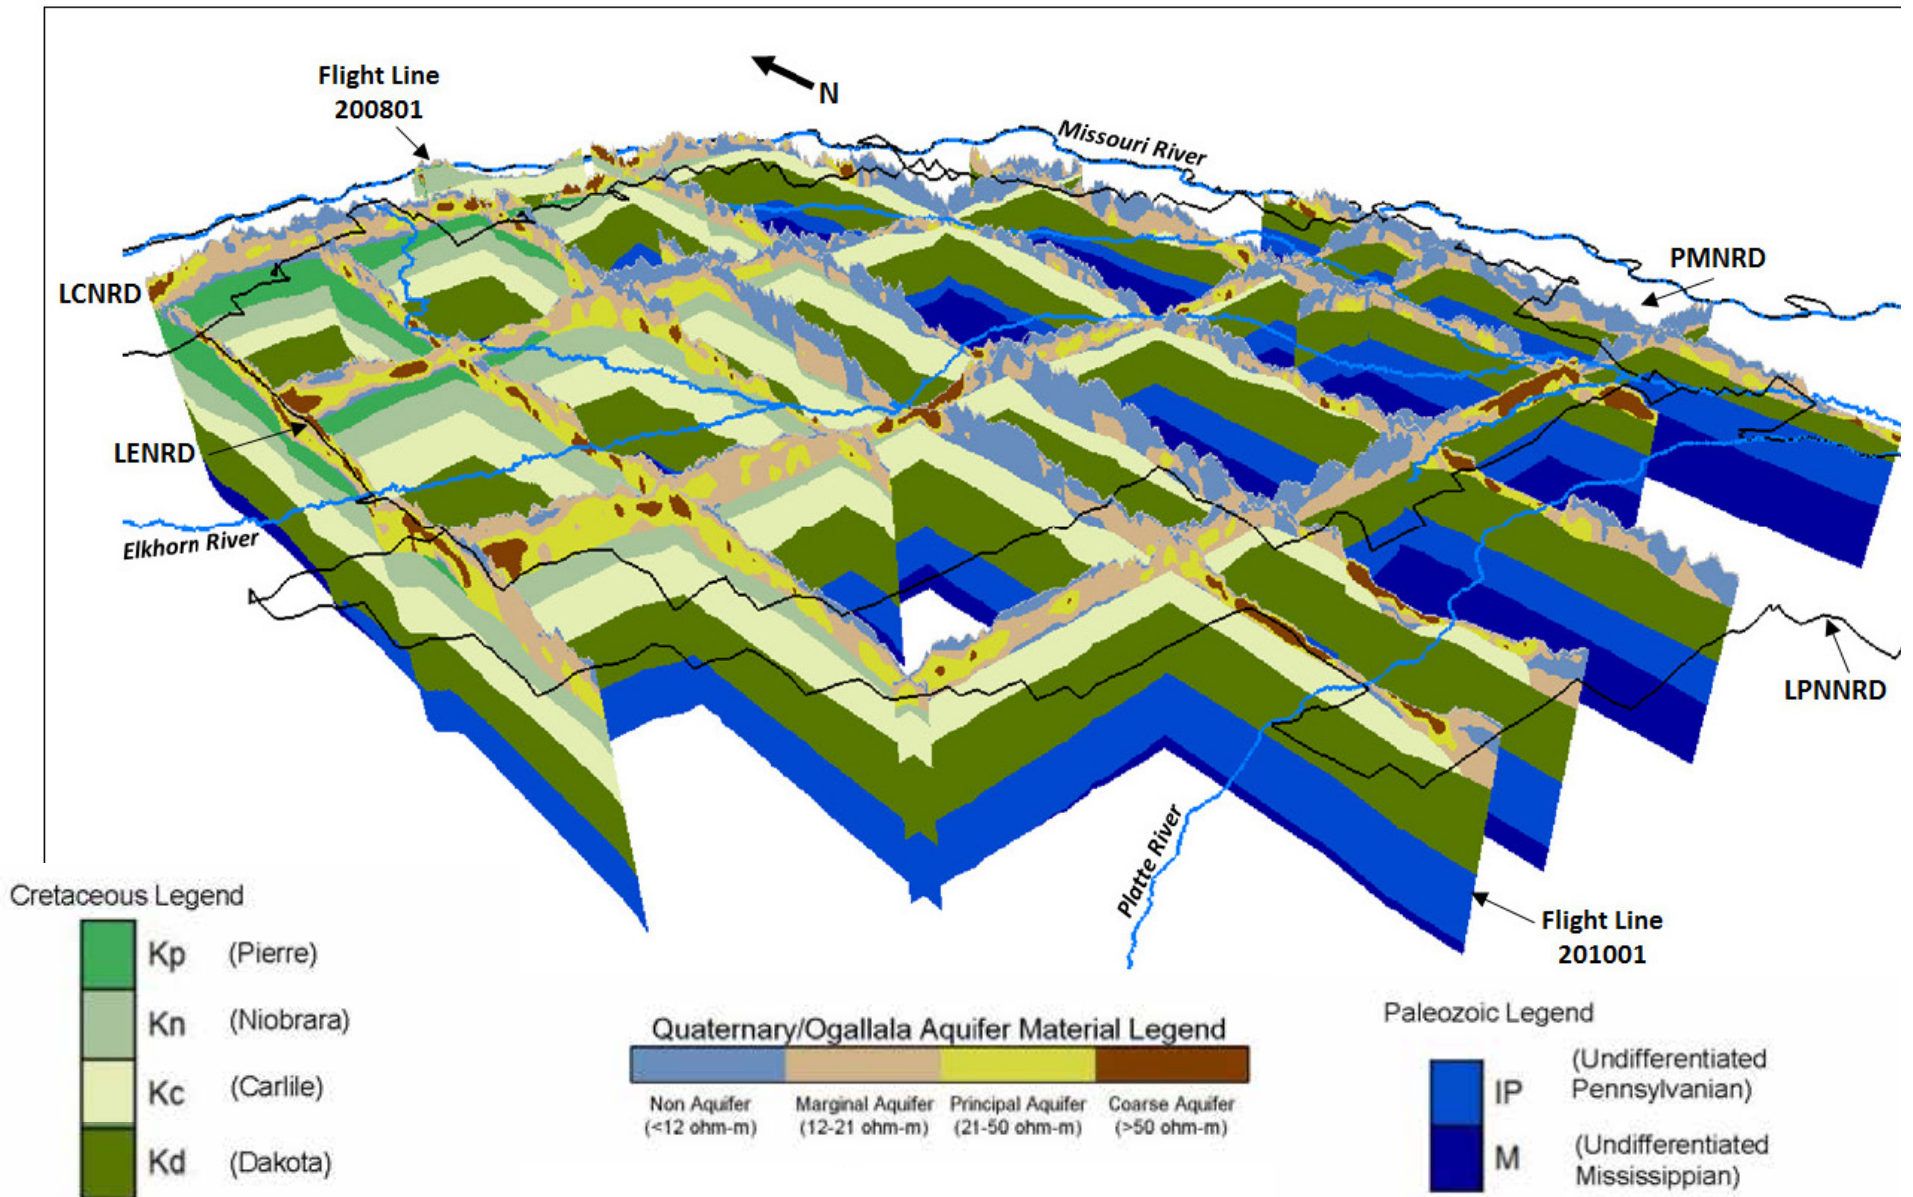 Flight Line
200801
N
Missouri River
PMNRD
LCNRD
LENRD
Elkhorn River
LPNNRD
Platte River
Flight Line
201001
Cretaceous Legend
Kp (Pierre)
Kn (Niobrara)
Kc (Carlile)
Kd (Dakota)
Quaternary/Ogallala Aquifer Material Legend
Non Aquifer
(<12 ohm-m)
Marginal Aquifer
(12-21 ohm-m)
Principal Aquifer
(21-50 ohm-m)
Coarse Aquifer
(>50 ohm-m)
Paleozoic Legend
IP (Undifferentiated
Pennsylvanian)
M (Undifferentiated
Mississippian)